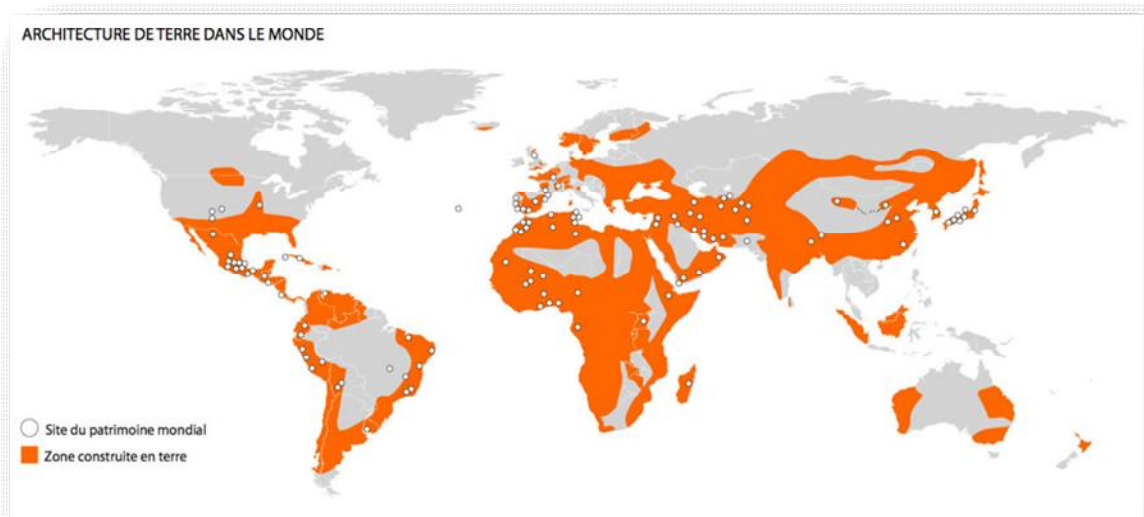 ARCHITECTURE DE TERRE DANS LE MONDE
Site du patrimoine mondial
Zone construite en terre